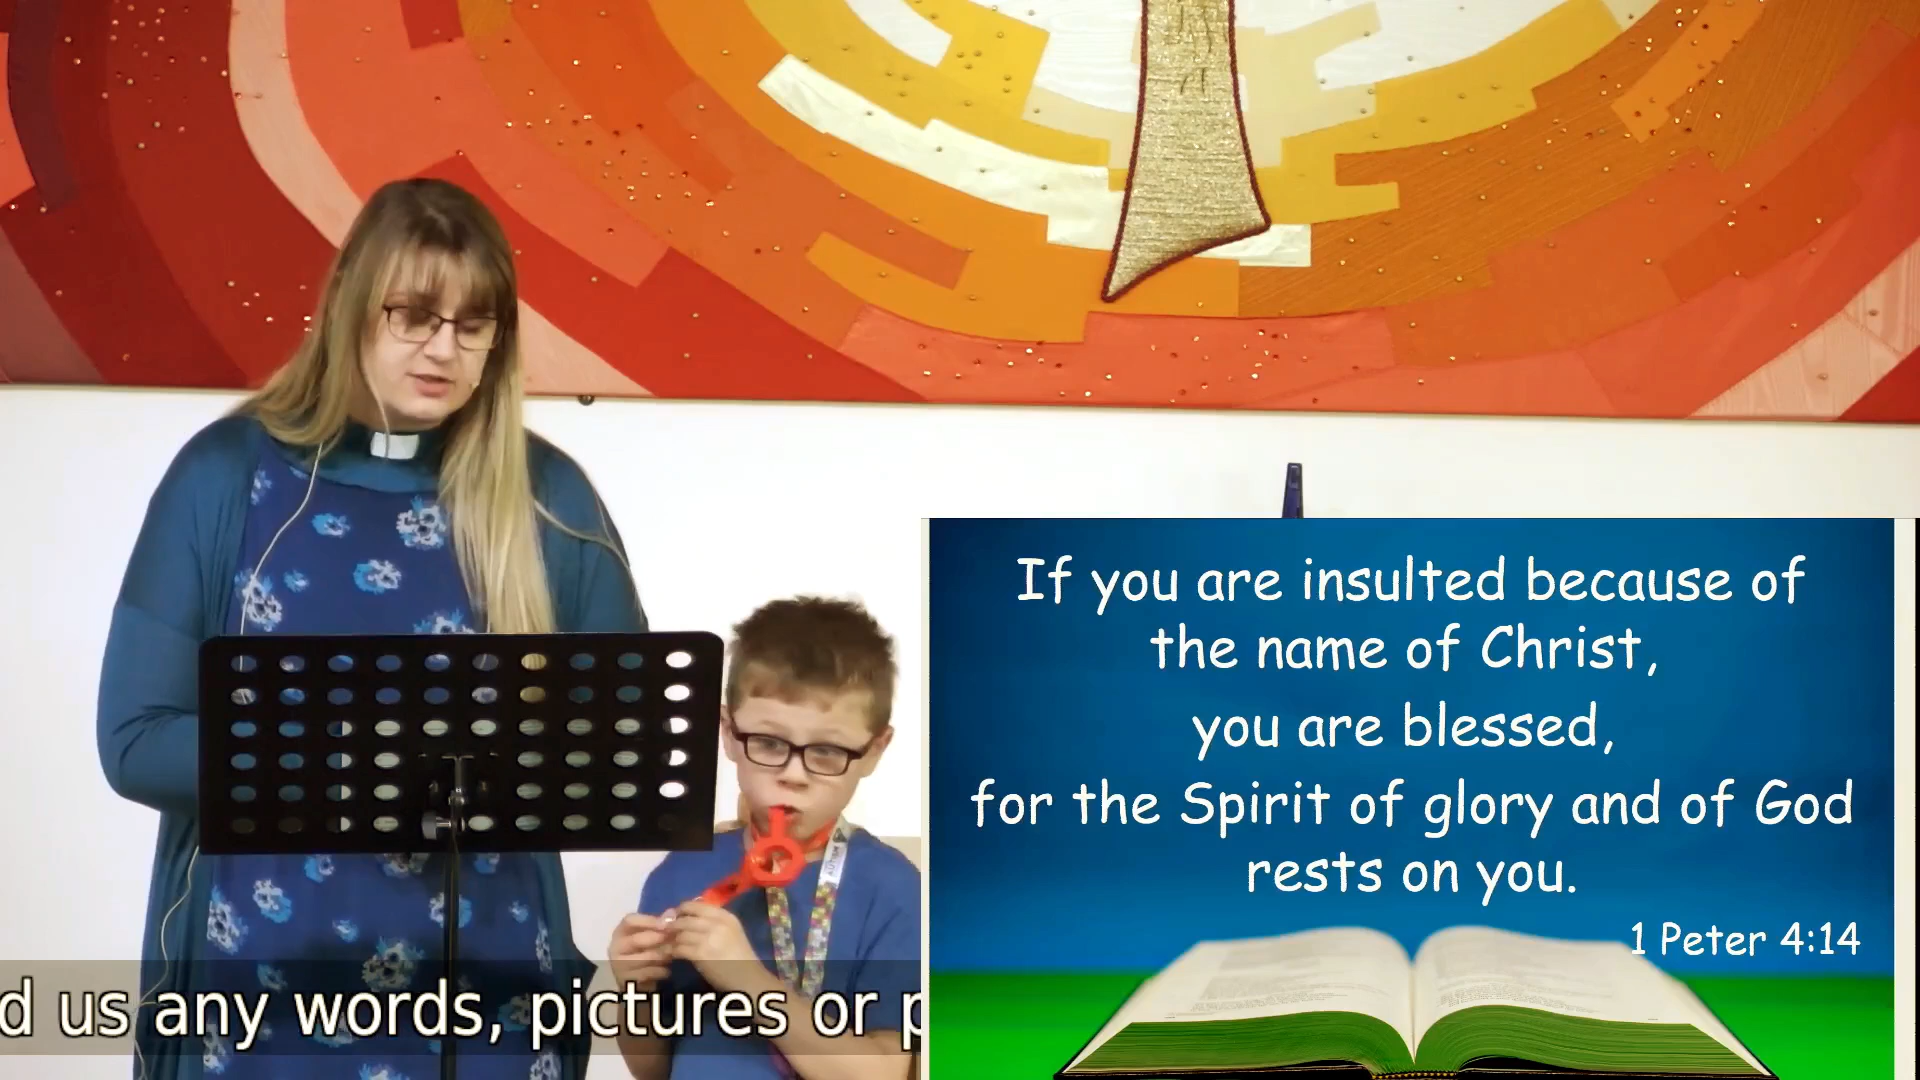 If you are insulted because of
the name of Christ,
you are blessed,
for the Spirit of glory and of God
rests on you.
1 Peter 4:14
us any words, pictures or
AUTISM